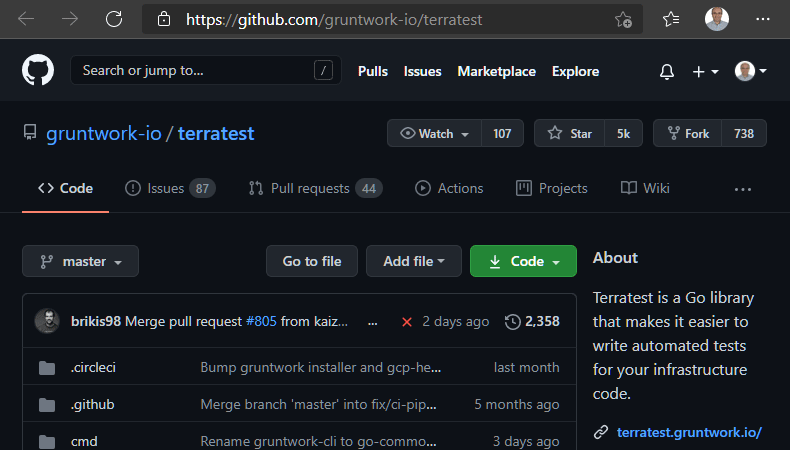 https://github.com/gruntwork-io/terratest
Search or jump to... /
Pulls Issues Marketplace Explore
gruntwork-io / terratest
Watch 107
Star 5k
Fork 738
Code
Issues 87
Pull requests 44
Actions
Projects
Wiki
master
Go to file
Add file
Code
brikis98 Merge pull request #805 from kaiz... ... 2 days ago 2,358
.circleci Bump gruntwork installer and gcp-he... last month
.github Merge branch 'master' into fix/ci-pip... 5 months ago
cmd Rename gruntwork-cli to go-commo... 3 days ago
About
Terratest is a Go library
that makes it easier to
write automated tests
for your infrastructure
code.
terratest.gruntwork.io/